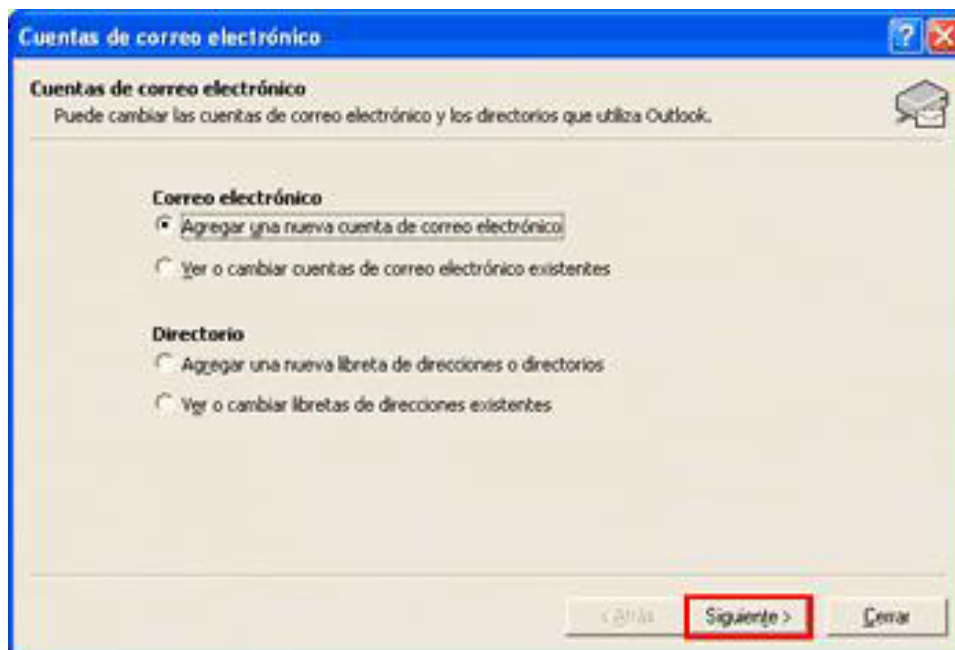 Cuentas de correo electrónico
Cuentas de correo electrónico
Puede cambiar las cuentas de correo electrónico y los directorios que utiliza Outlook.
Correo electrónico
Agregar una nueva cuenta de correo electrónico
Ver o cambiar cuentas de correo electrónico existentes
Directorio
Agregar una nueva libreta de direcciones o directorios
Ver o cambiar libretas de direcciones existentes
< Atrás Siguiente > Cerrar